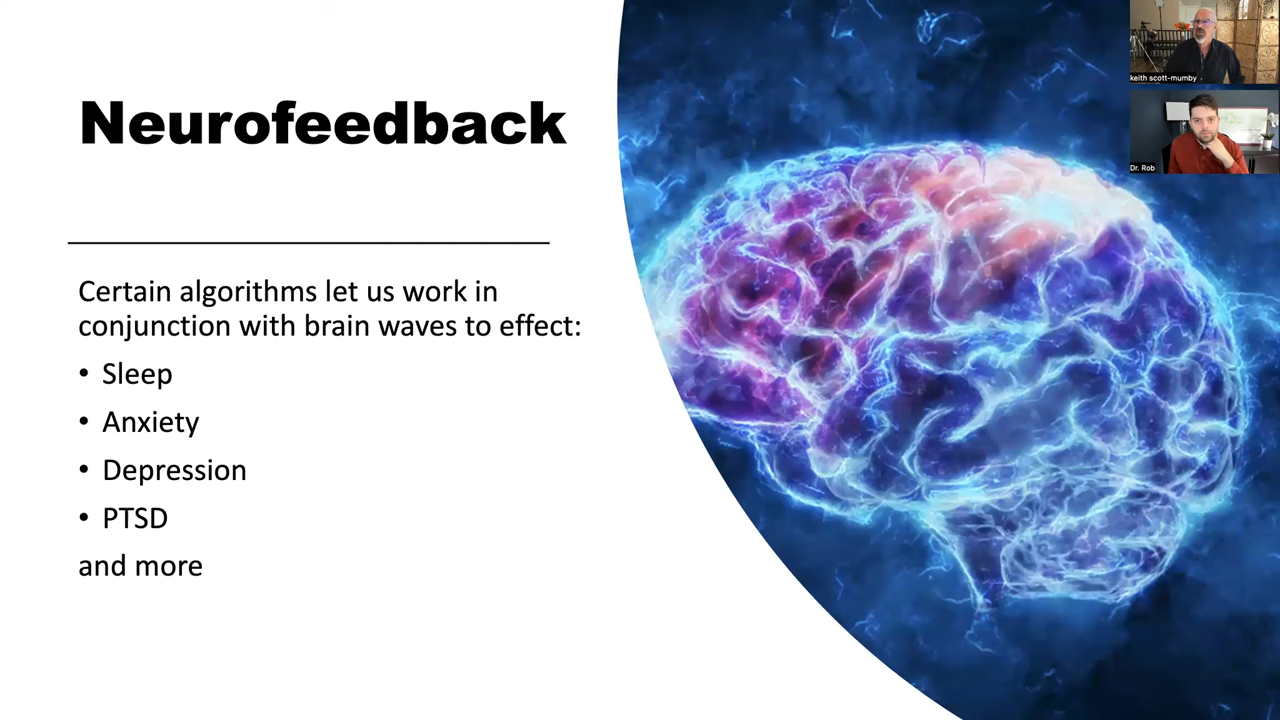 Neurofeedback
Certain algorithms let us work in
conjunction with brain waves to effect:
• Sleep
• Anxiety
• Depression
• PTSD
and more
keith scott-mumby
Dr. Rob